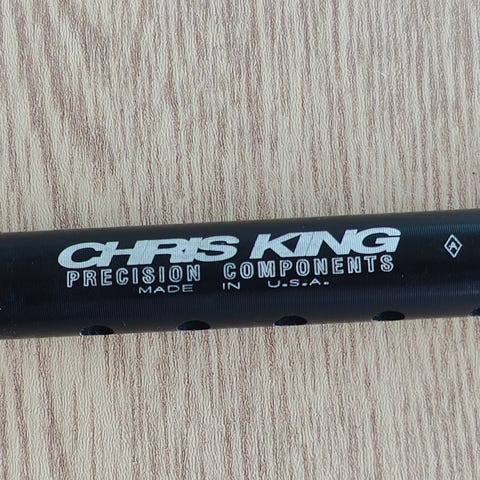 CHRIS KING
PRECISION COMPONENTS
MADE IN U.S.A.
A